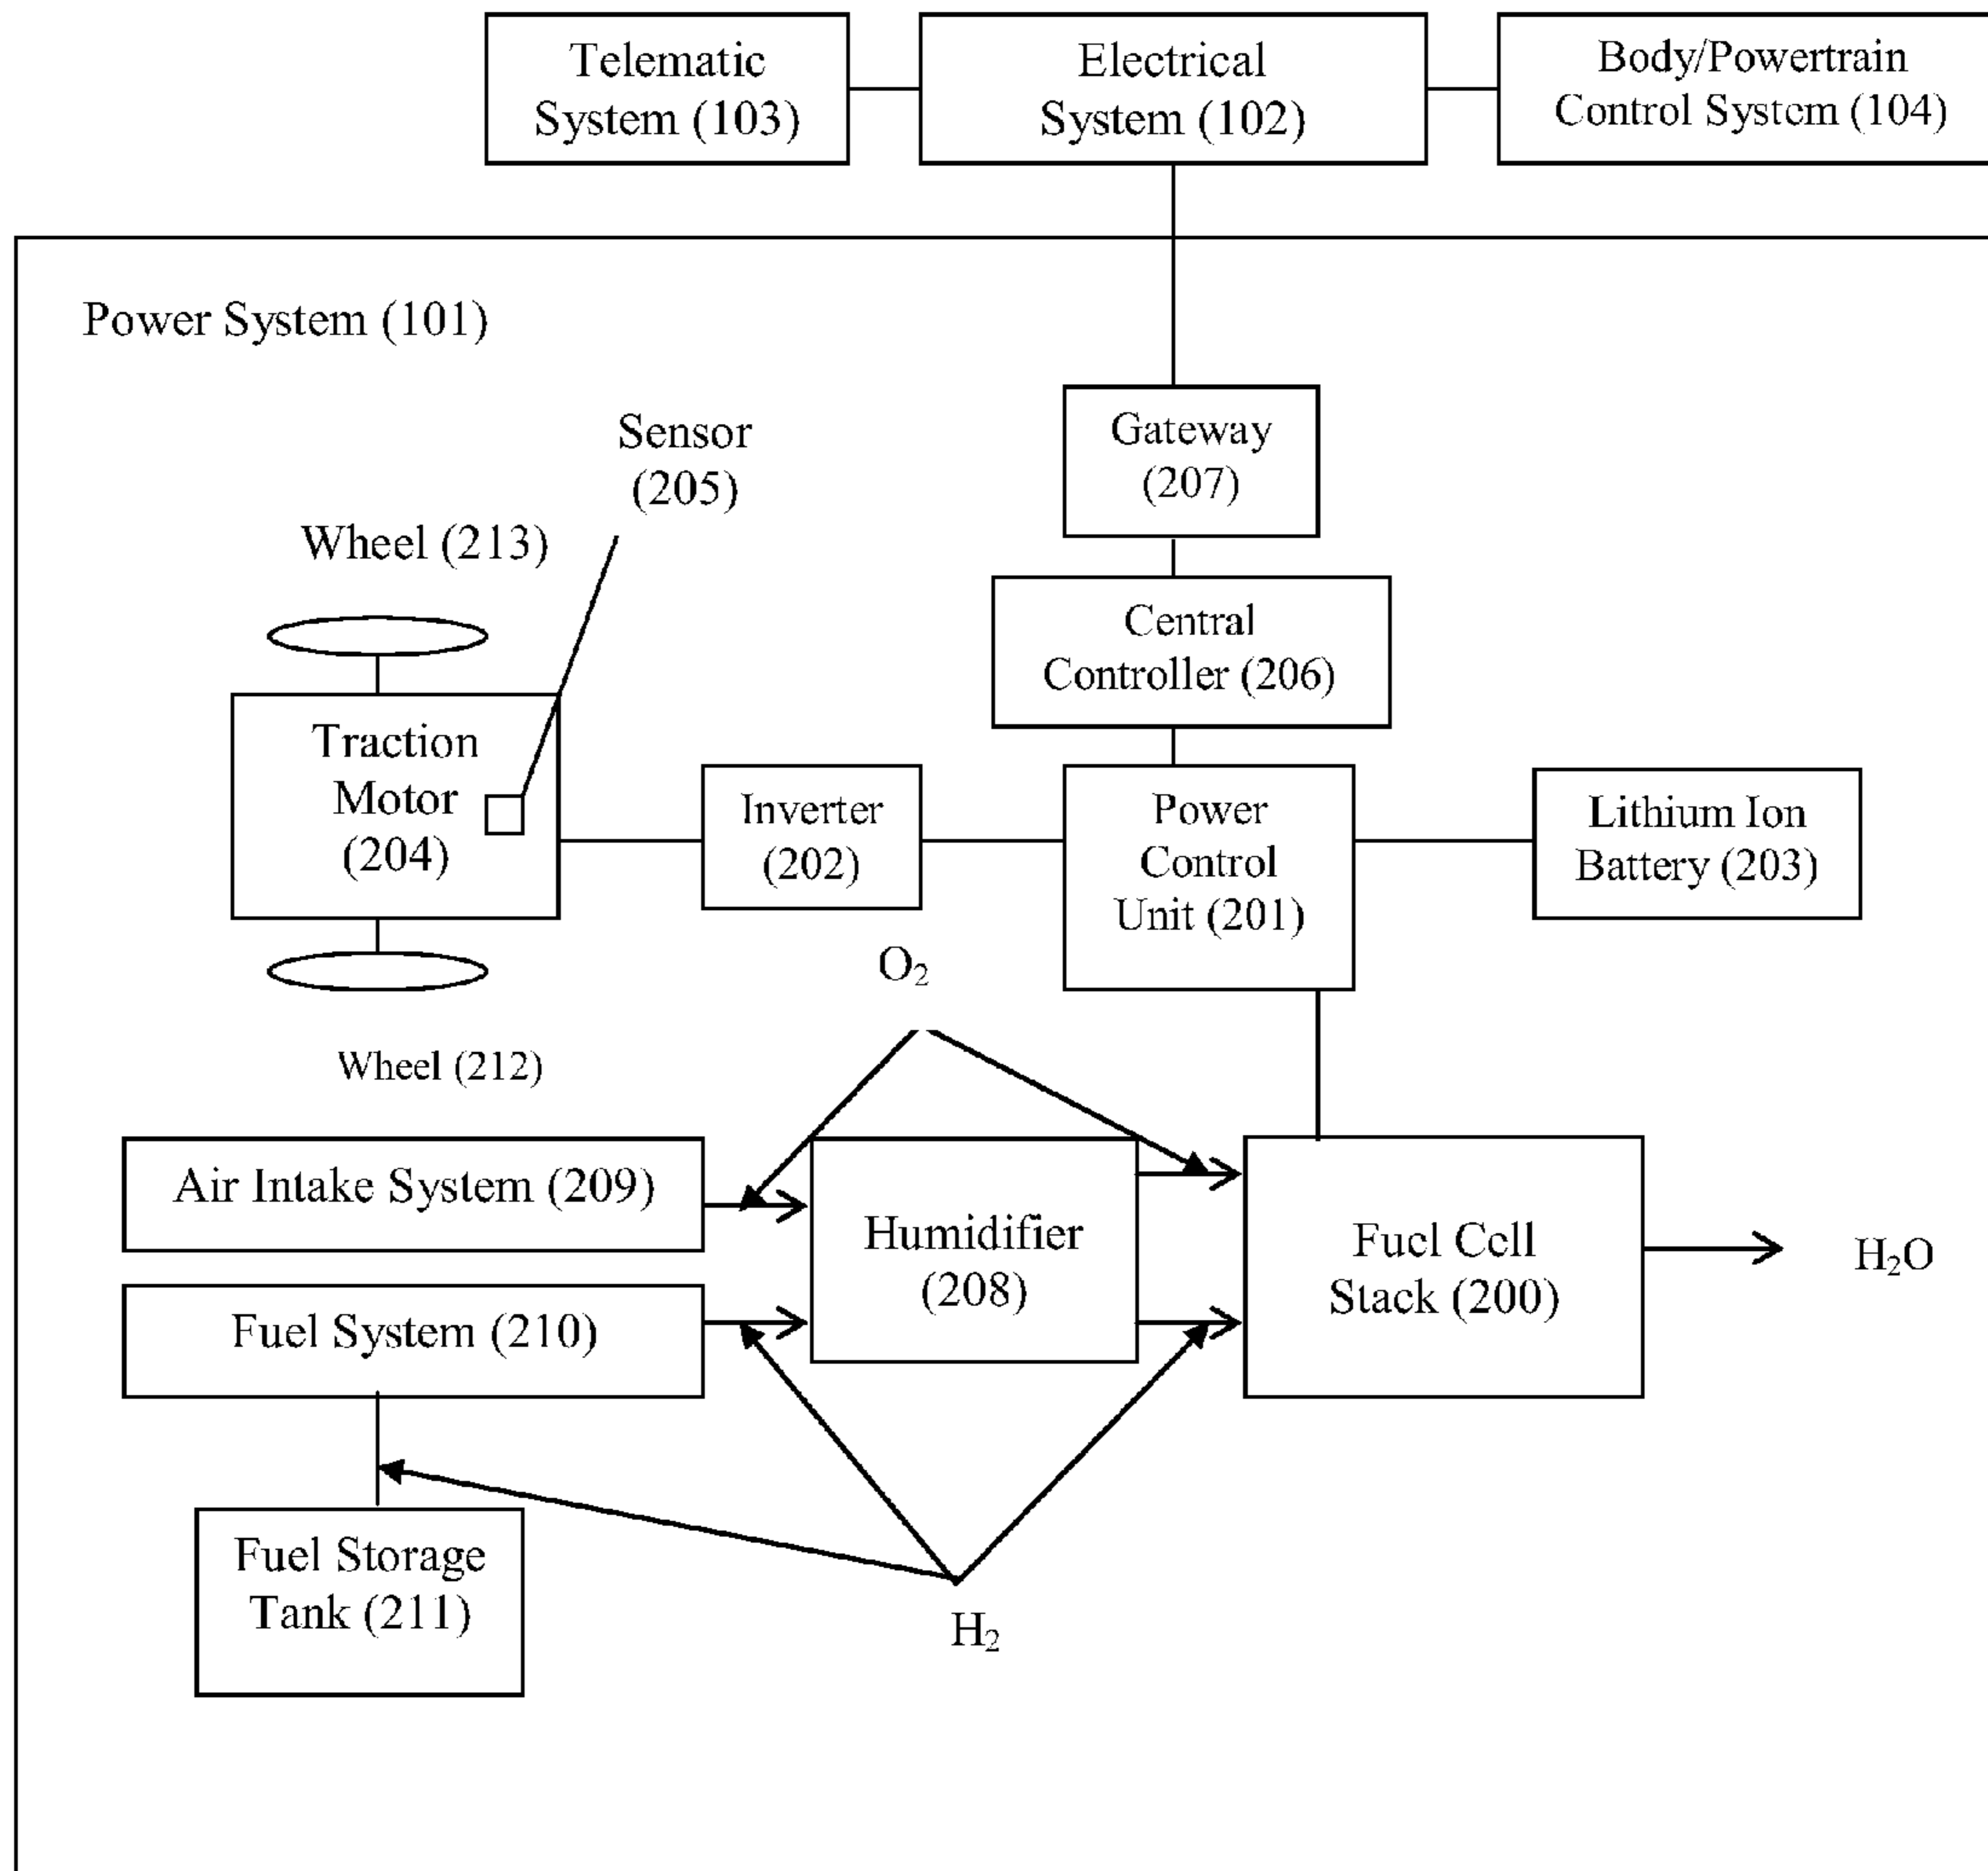 Telematic
System (103)
Electrical
System (102)
Body/Powertrain
Control System (104)
Power System (101)
Sensor
(205)
Gateway
(207)
Wheel (213)
Central
Controller (206)
Traction
Motor
(204)
Inverter
(202)
Power
Control
Unit (201)
Lithium Ion
Battery (203)
O₂
Wheel (212)
Air Intake System (209)
Humidifier
(208)
Fuel Cell
Stack (200)
H₂O
Fuel System (210)
Fuel Storage
Tank (211)
H₂